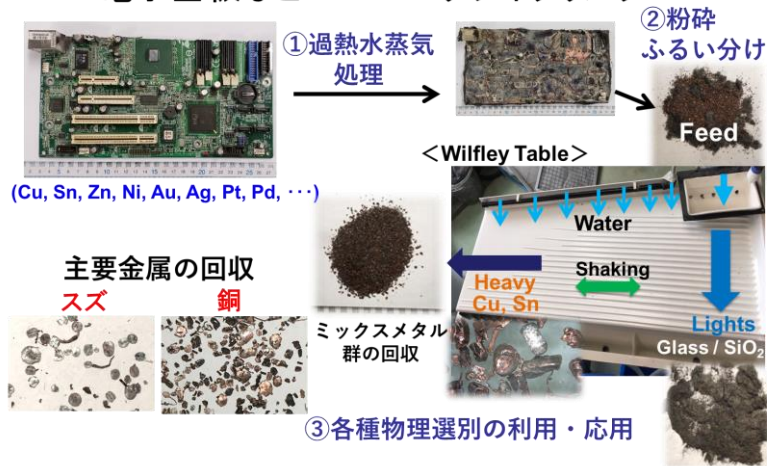 ①過熱水蒸気
処理
②粉砕
ふるい分け
Feed
(Cu, Sn, Zn, Ni, Au, Ag, Pt, Pd, ･･･)
＜Wilfley Table＞
Water
Shaking
Heavy
Cu, Sn
Lights
Glass / SiO₂
ミックスメタル
群の回収
主要金属の回収
スズ
銅
③各種物理選別の利用・応用